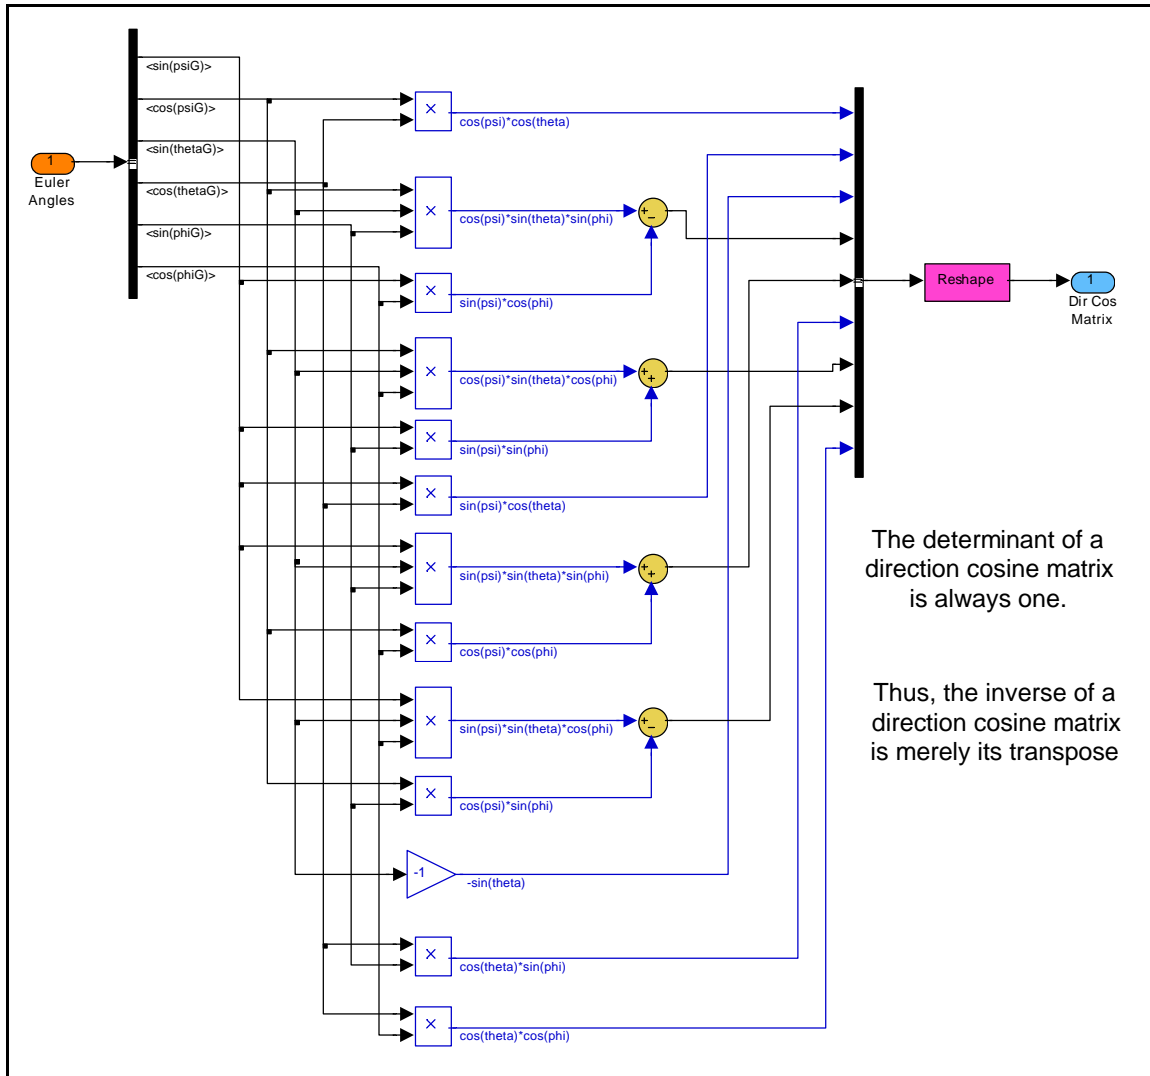 <sin(psiG)>
<cos(psiG)>
<sin(thetaG)>
<cos(thetaG)>
<sin(phiG)>
<cos(phiG)>
1
Euler
Angles
×
cos(psi)*cos(theta)
×
cos(psi)*sin(theta)*sin(phi)
+
−
×
sin(psi)*cos(phi)
×
cos(psi)*sin(theta)*cos(phi)
+
+
×
sin(psi)*sin(phi)
×
sin(psi)*cos(theta)
×
sin(psi)*sin(theta)*sin(phi)
+
+
×
cos(psi)*cos(phi)
×
sin(psi)*sin(theta)*cos(phi)
+
−
×
cos(psi)*sin(phi)
-1
-sin(theta)
×
cos(theta)*sin(phi)
×
cos(theta)*cos(phi)
Reshape
1
Dir Cos
Matrix
The determinant of a
direction cosine matrix
is always one.
Thus, the inverse of a
direction cosine matrix
is merely its transpose